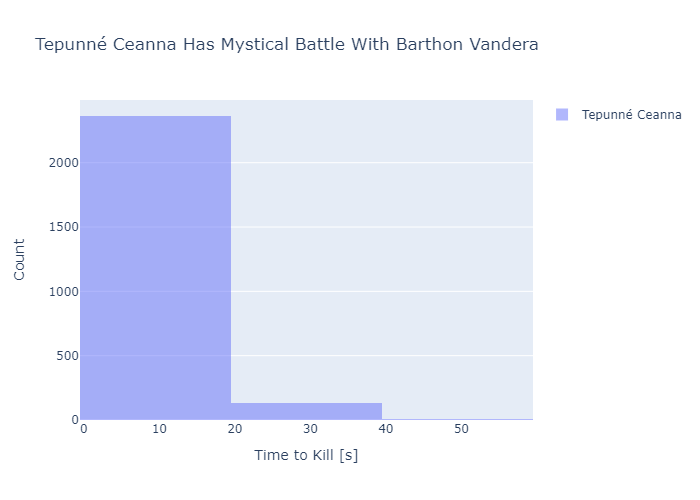 Tepunné Ceanna Has Mystical Battle With Barthon Vandera
Tepunné Ceanna
2000
1500
1000
500
0
Count
0 10 20 30 40 50
Time to Kill [s]